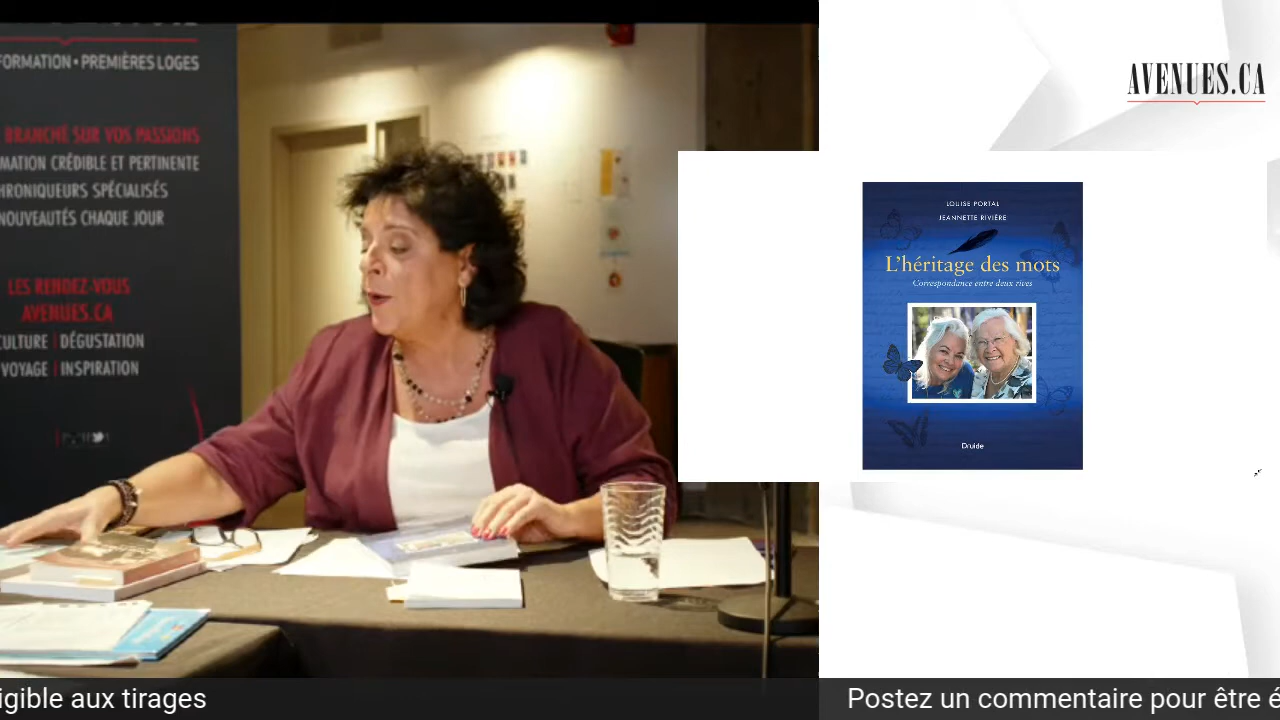 FORMATION • PREMIÈRES LOGES
BRANCHÉ SUR VOS PASSIONS
MATION CRÉDIBLE ET PERTINENTE
HRONIQUEURS SPÉCIALISÉS
NOUVEAUTÉS CHAQUE JOUR
LES RENDEZ-VOUS
AVENUES.CA
CULTURE | DÉGUSTATION
VOYAGE | INSPIRATION
AVENUES.CA
LOUISE PORTAL
JEANNETTE RIVIÈRE
L'héritage des mots
Correspondance entre deux rives
Druide
igible aux tirages
Postez un commentaire pour être é